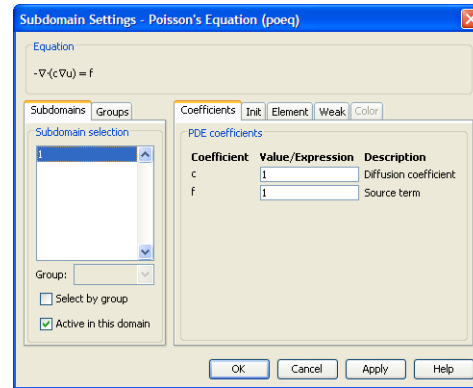 Subdomain Settings - Poisson's Equation (poeq)
Equation
-∇·(c∇u) = f
Subdomains Groups
Subdomain selection
1
Group:
Select by group
Active in this domain
Coefficients Init Element Weak Color
PDE coefficients
Coefficient Value/Expression Description
c 1 Diffusion coefficient
f 1 Source term
OK Cancel Apply Help